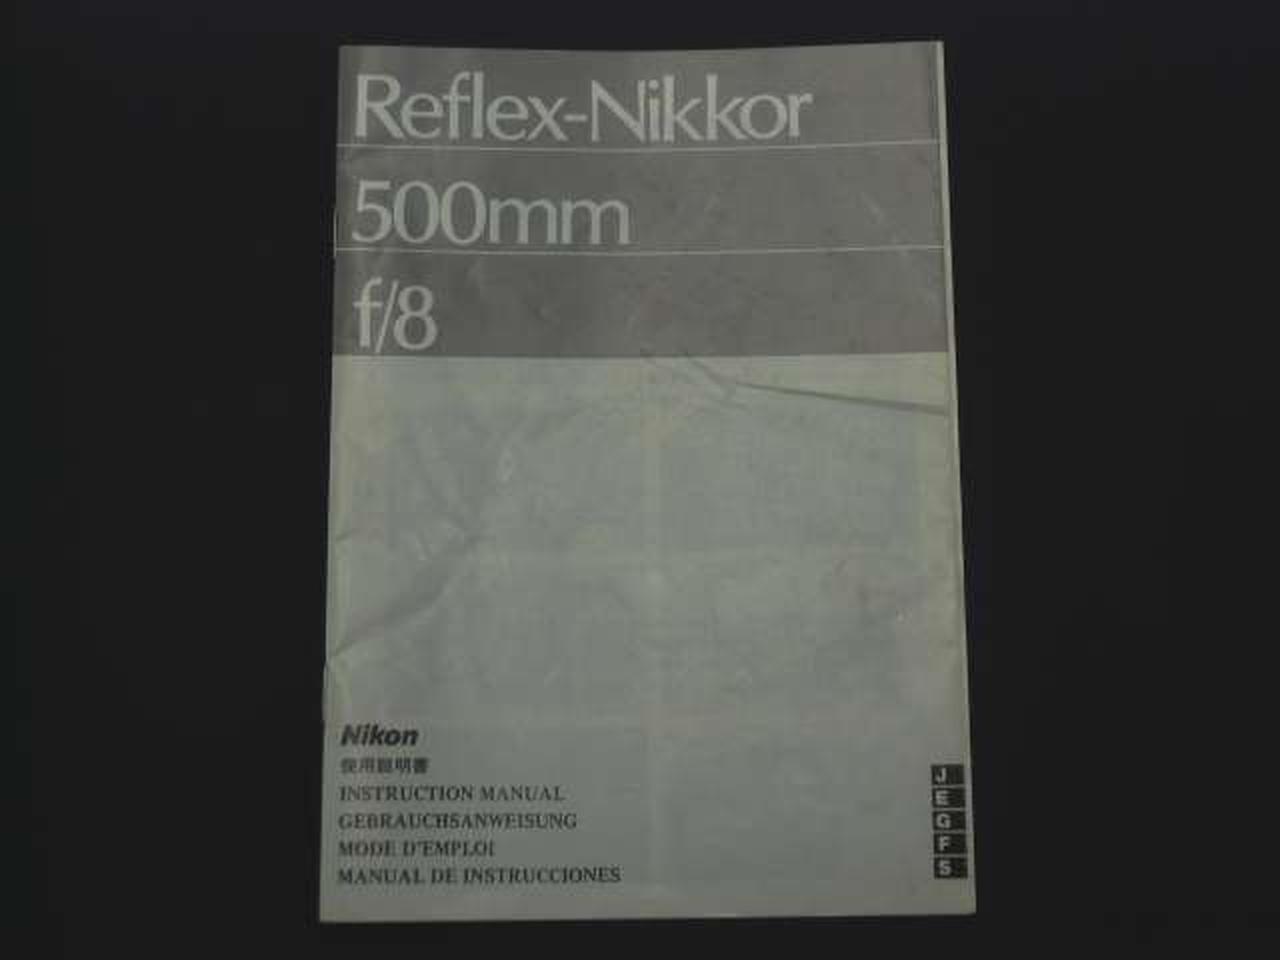 Reflex-Nikkor
500mm
f/8
Nikon
使用説明書
INSTRUCTION MANUAL
GEBRAUCHSANWEISUNG
MODE D'EMPLOI
MANUAL DE INSTRUCCIONES
J
E
G
F
S